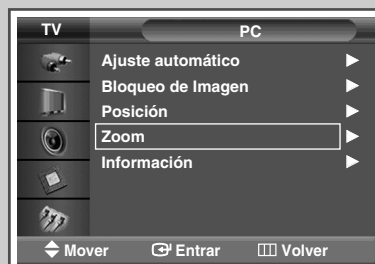 TV PC
Ajuste automático
Bloqueo de Imagen
Posición
Zoom
Información
Mover Entrar Volver